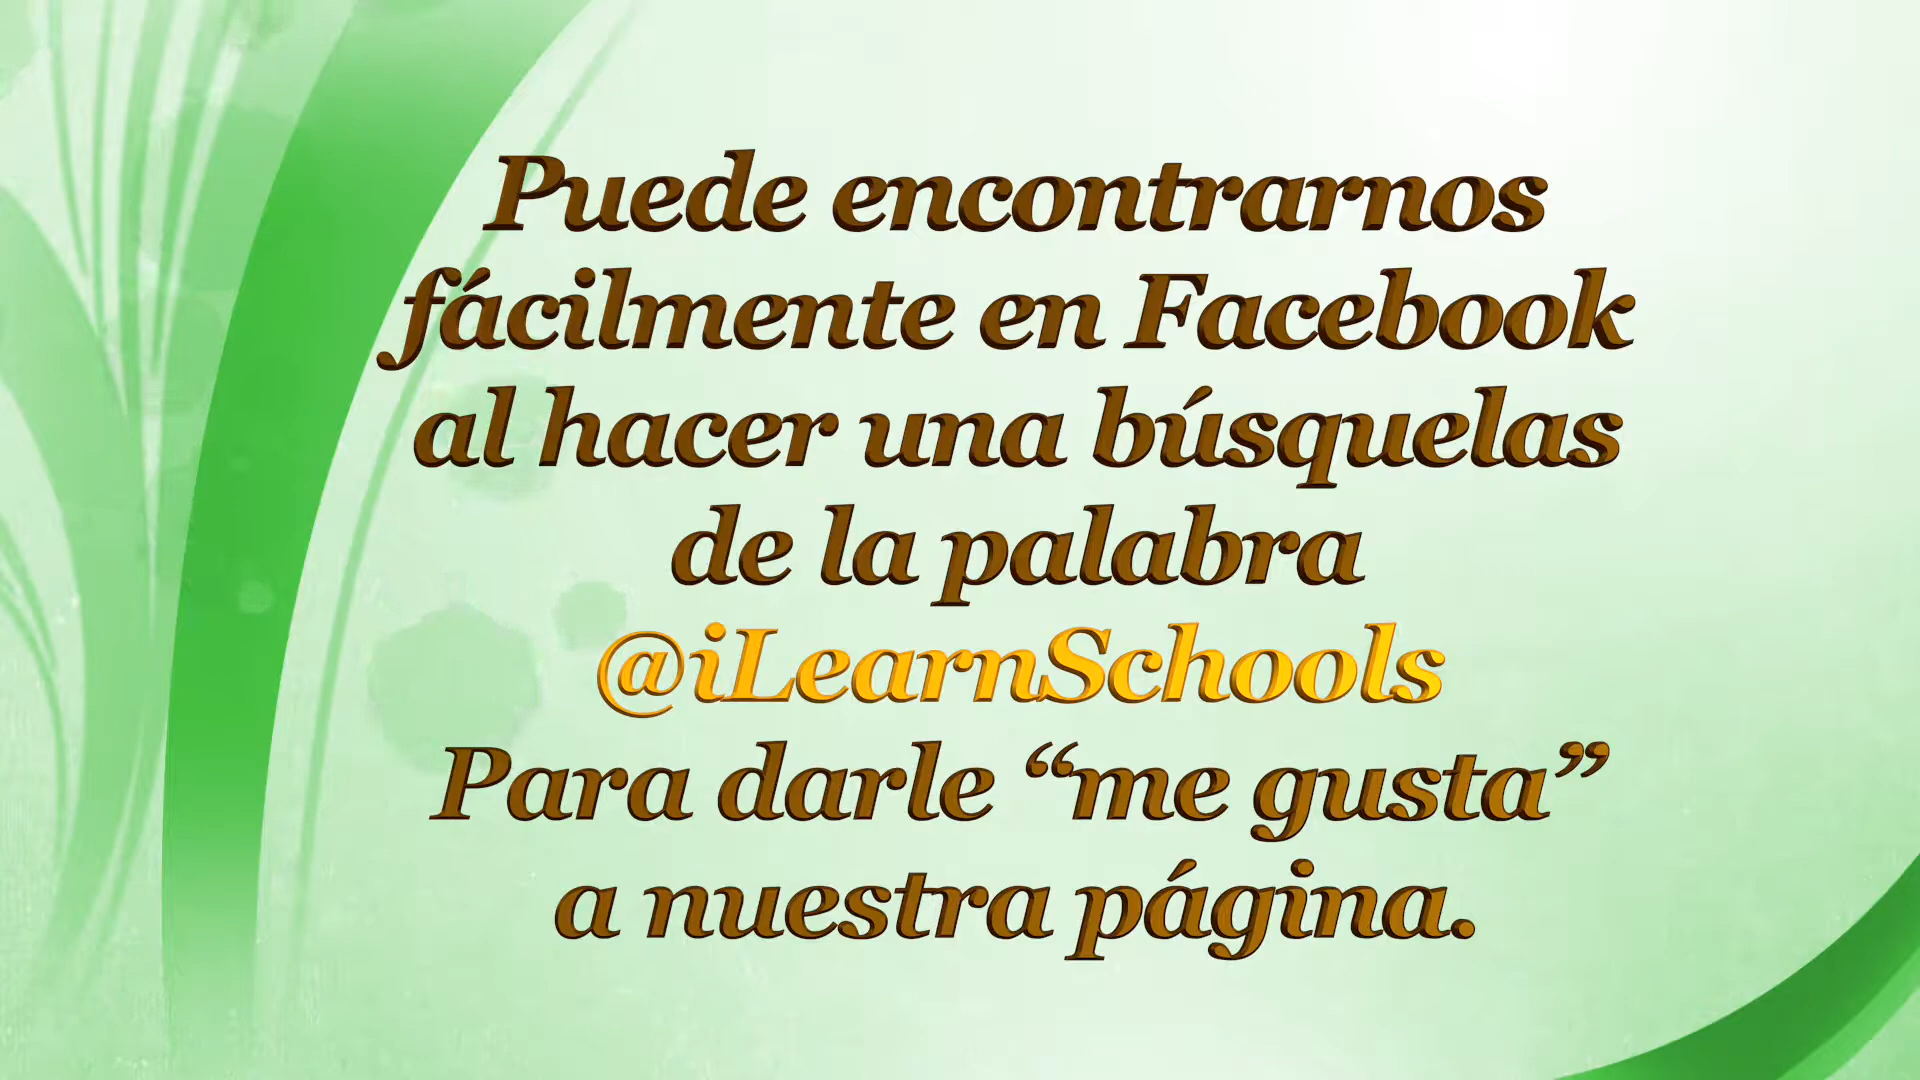 Puede encontrarnos
fácilmente en Facebook
al hacer una búsquelas
de la palabra
@iLearnSchools
Para darle “me gusta”
a nuestra página.